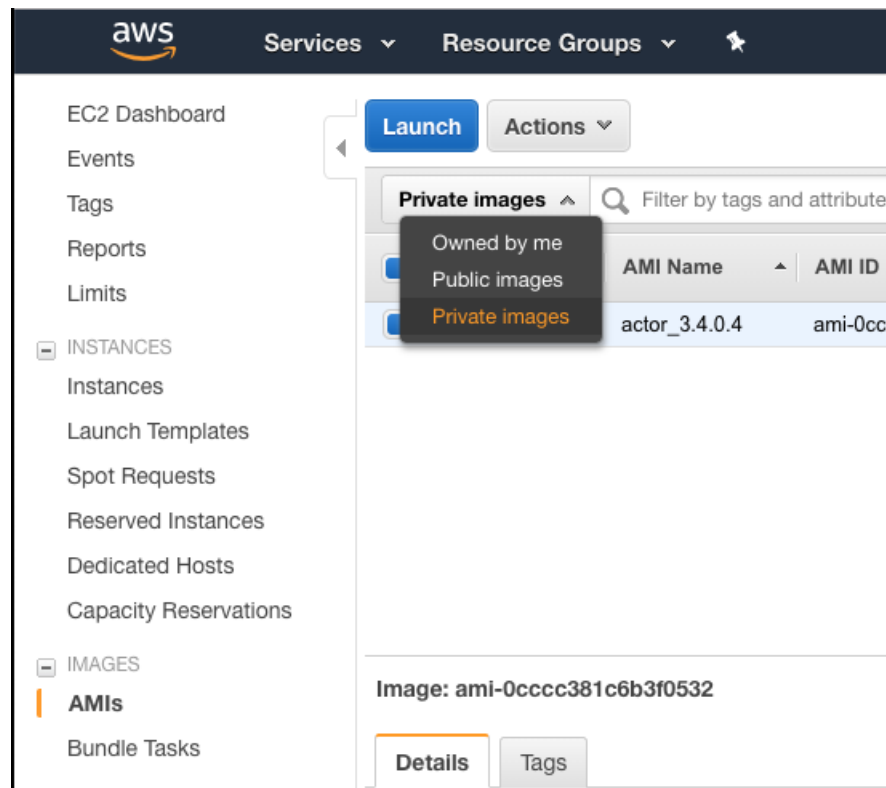 aws Services Resource Groups
EC2 Dashboard
Events
Tags
Reports
Limits
INSTANCES
Instances
Launch Templates
Spot Requests
Reserved Instances
Dedicated Hosts
Capacity Reservations
IMAGES
AMIs
Bundle Tasks
Launch Actions
Private images Filter by tags and attribute
Owned by me
Public images
Private images
AMI Name AMI ID
actor_3.4.0.4 ami-0cc
Image: ami-0cccc381c6b3f0532
Details Tags